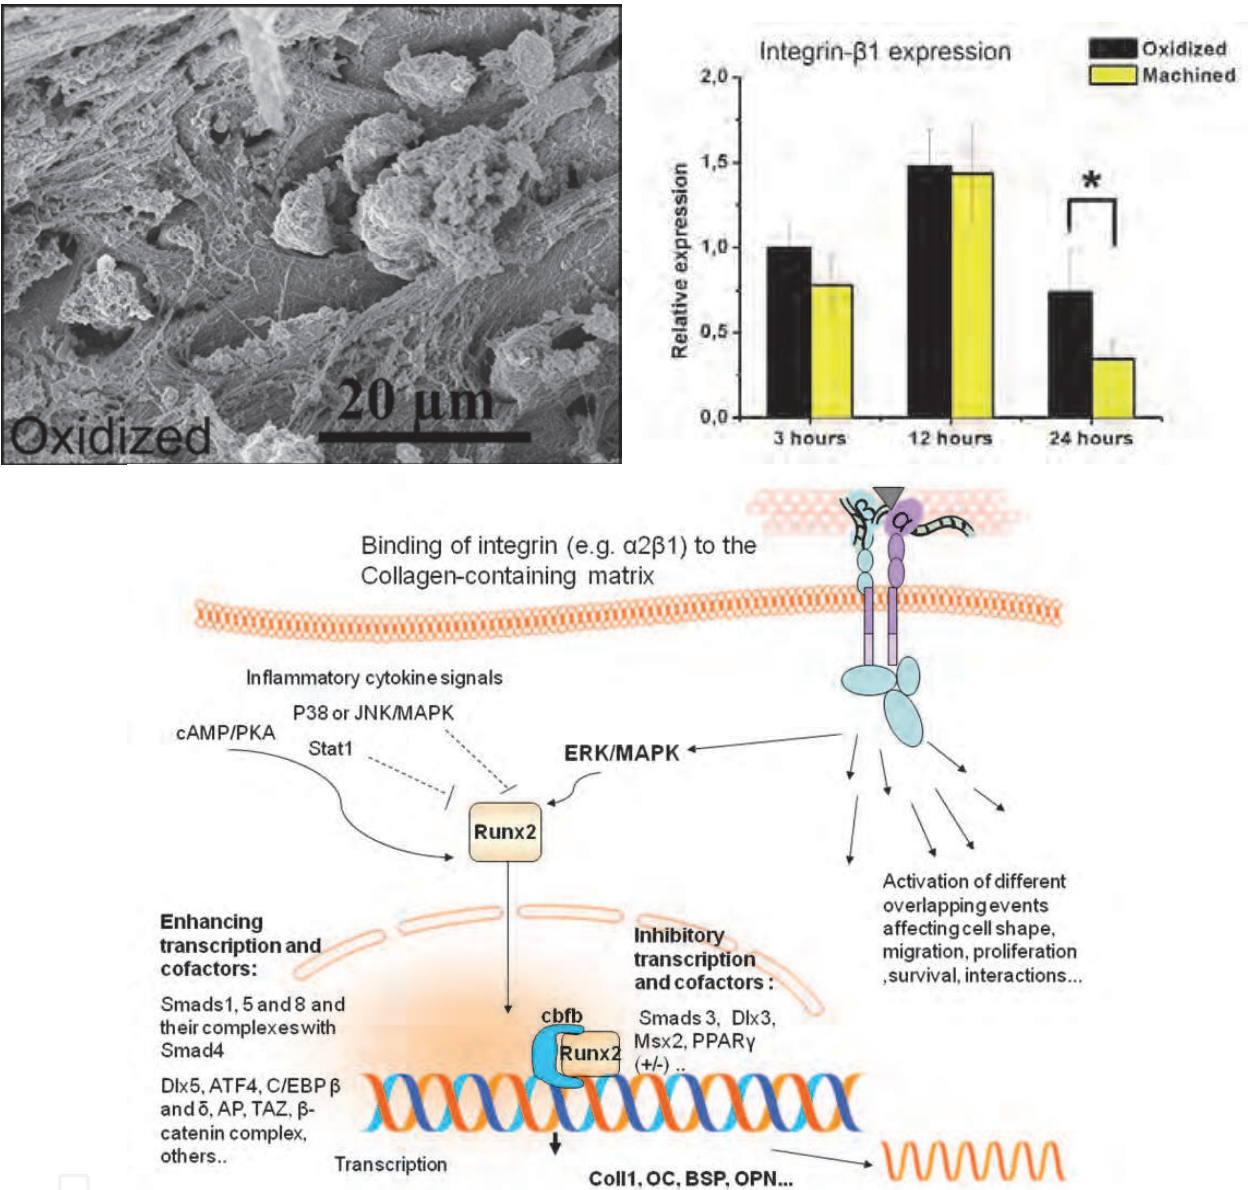 20 µm
Oxidized
Integrin-β1 expression
Oxidized
Machined
Relative expression
2,0
1,5
1,0
0,5
0,0
*
3 hours
12 hours
24 hours
β
α
Binding of integrin (e.g. α2β1) to the
Collagen-containing matrix
Inflammatory cytokine signals
P38 or JNK/MAPK
cAMP/PKA
Stat1
ERK/MAPK
Runx2
Activation of different
overlapping events
affecting cell shape,
migration, proliferation
,survival, interactions...
Enhancing
transcription and
cofactors:
Smads1, 5 and 8 and
their complexes with
Smad4
Dlx5, ATF4, C/EBP β
and δ, AP, TAZ, β-
catenin complex,
others..
Inhibitory
transcription
and cofactors :
Smads 3, Dlx3,
Msx2, PPARγ
(+/-) ..
cbfb
Runx2
Transcription
Coll1, OC, BSP, OPN...